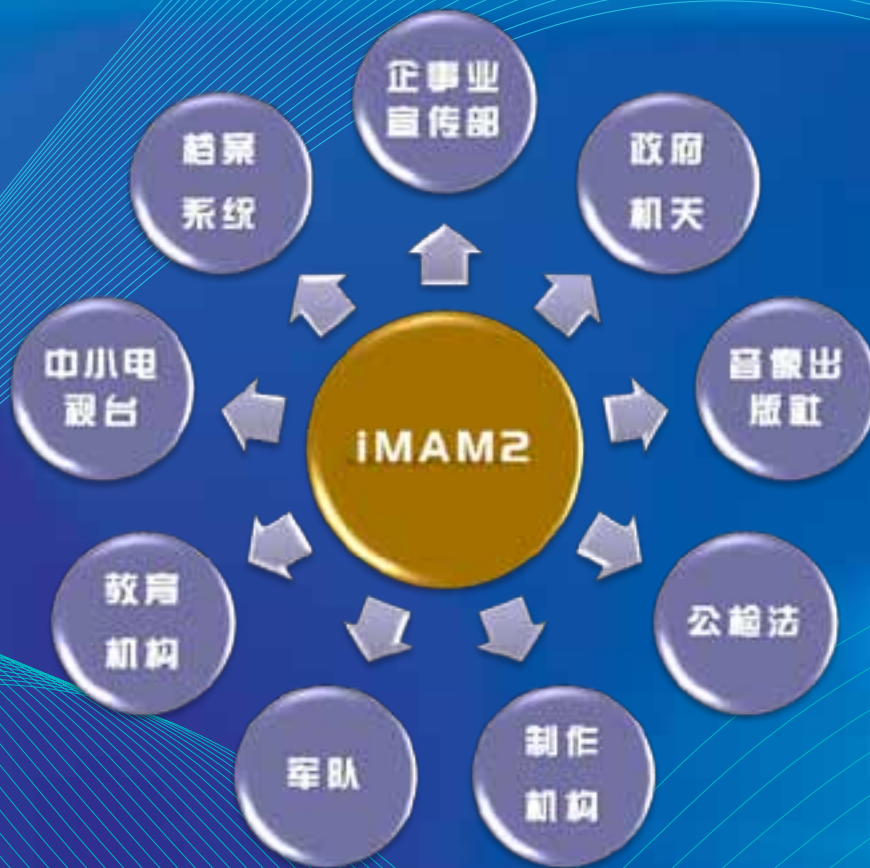 企事业
宣传部
政府
机关
音像出
版社
公检法
制作
机构
军队
教育
机构
中小电
视台
档案
系统
iMAM2